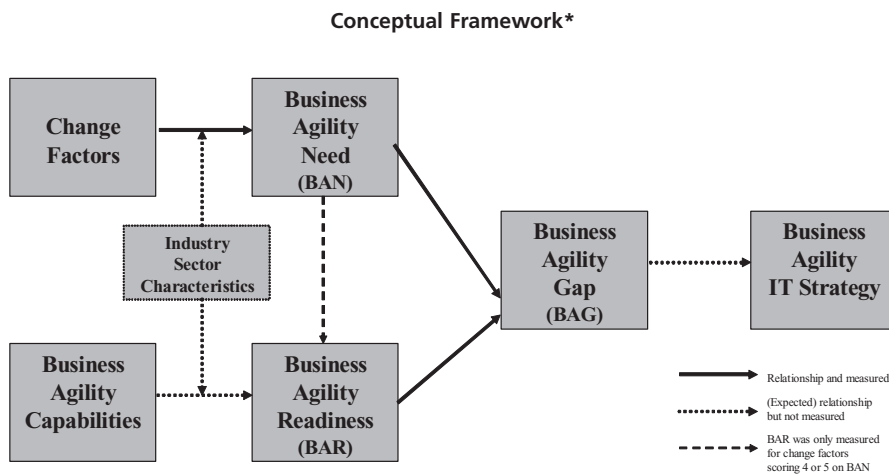 Conceptual Framework*
Change
Factors
Business
Agility
Need
(BAN)
Industry
Sector
Characteristics
Business
Agility
Capabilities
Business
Agility
Readiness
(BAR)
Business
Agility
Gap
(BAG)
Business
Agility
IT Strategy
Relationship and measured
(Expected) relationship
but not measured
BAR was only measured
for change factors
scoring 4 or 5 on BAN